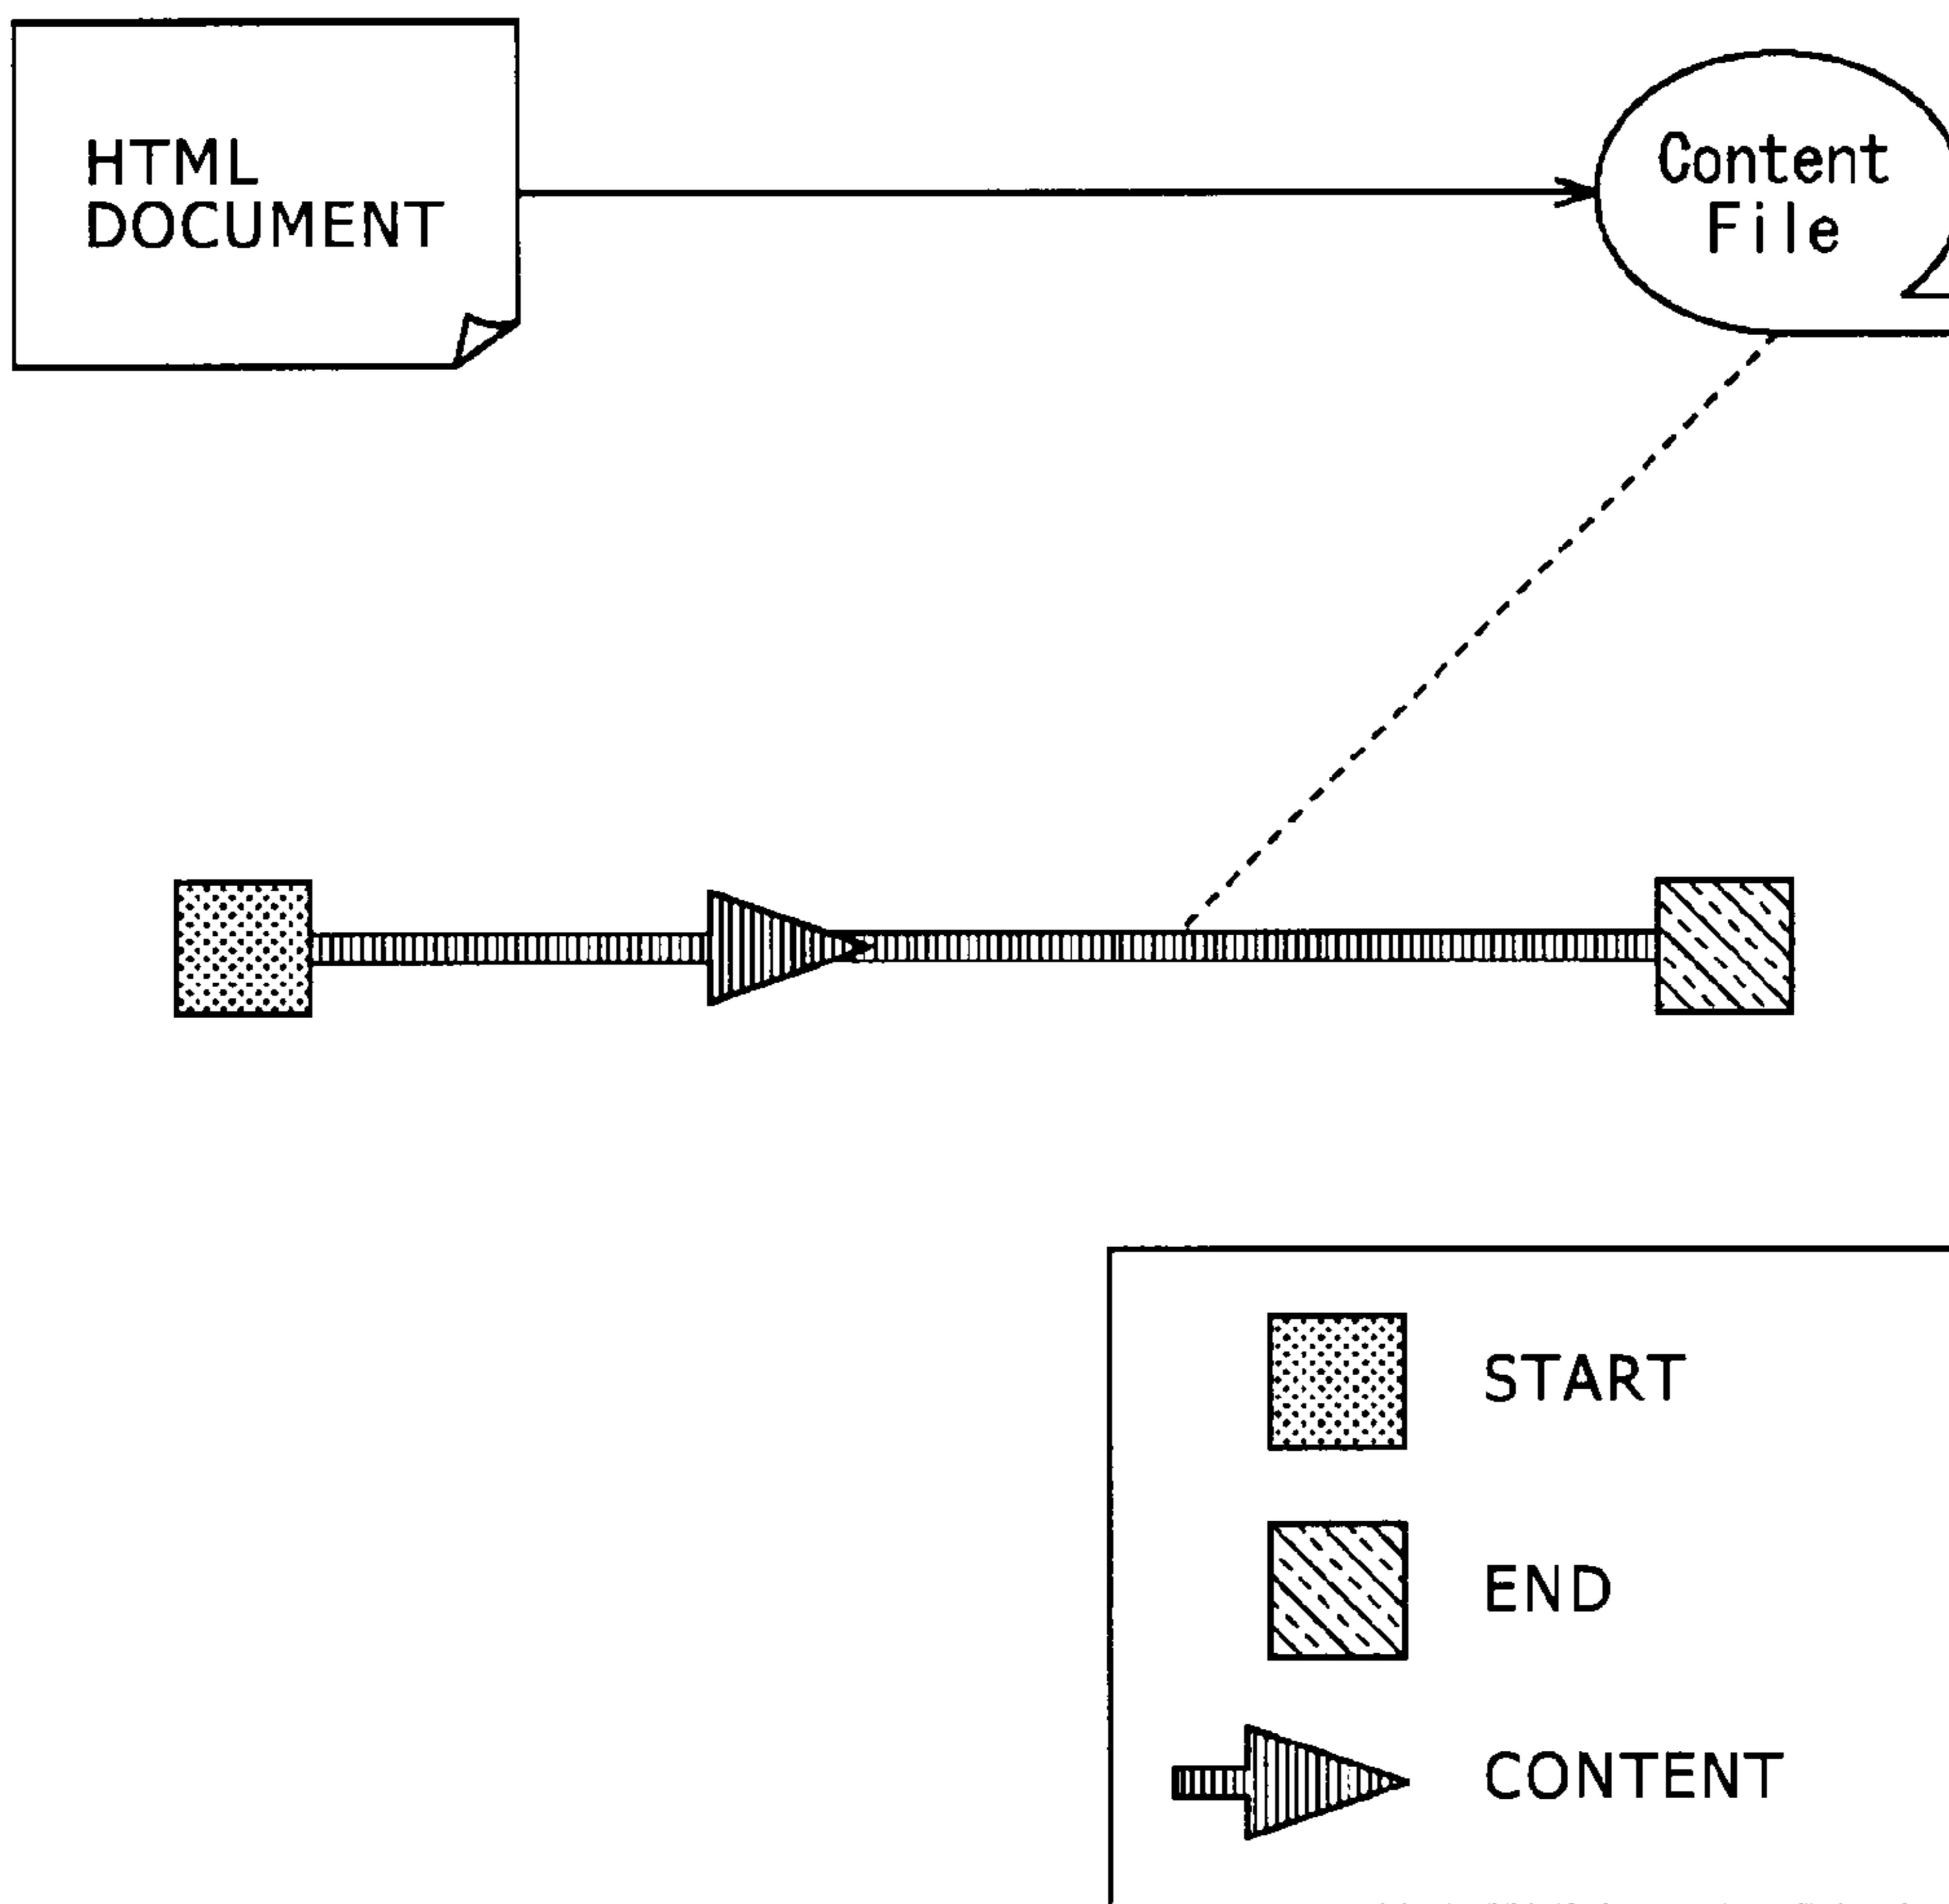 HTML
DOCUMENT
Content
File
START
END
CONTENT